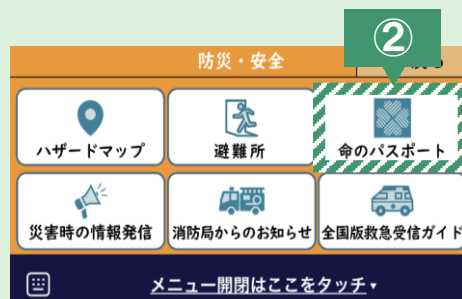 ②
防災・安全
ハザードマップ
避難所
命のパスポート
災害時の情報発信
消防局からのお知らせ
全国版救急受信ガイド
メニュー開閉はここをタッチ▾